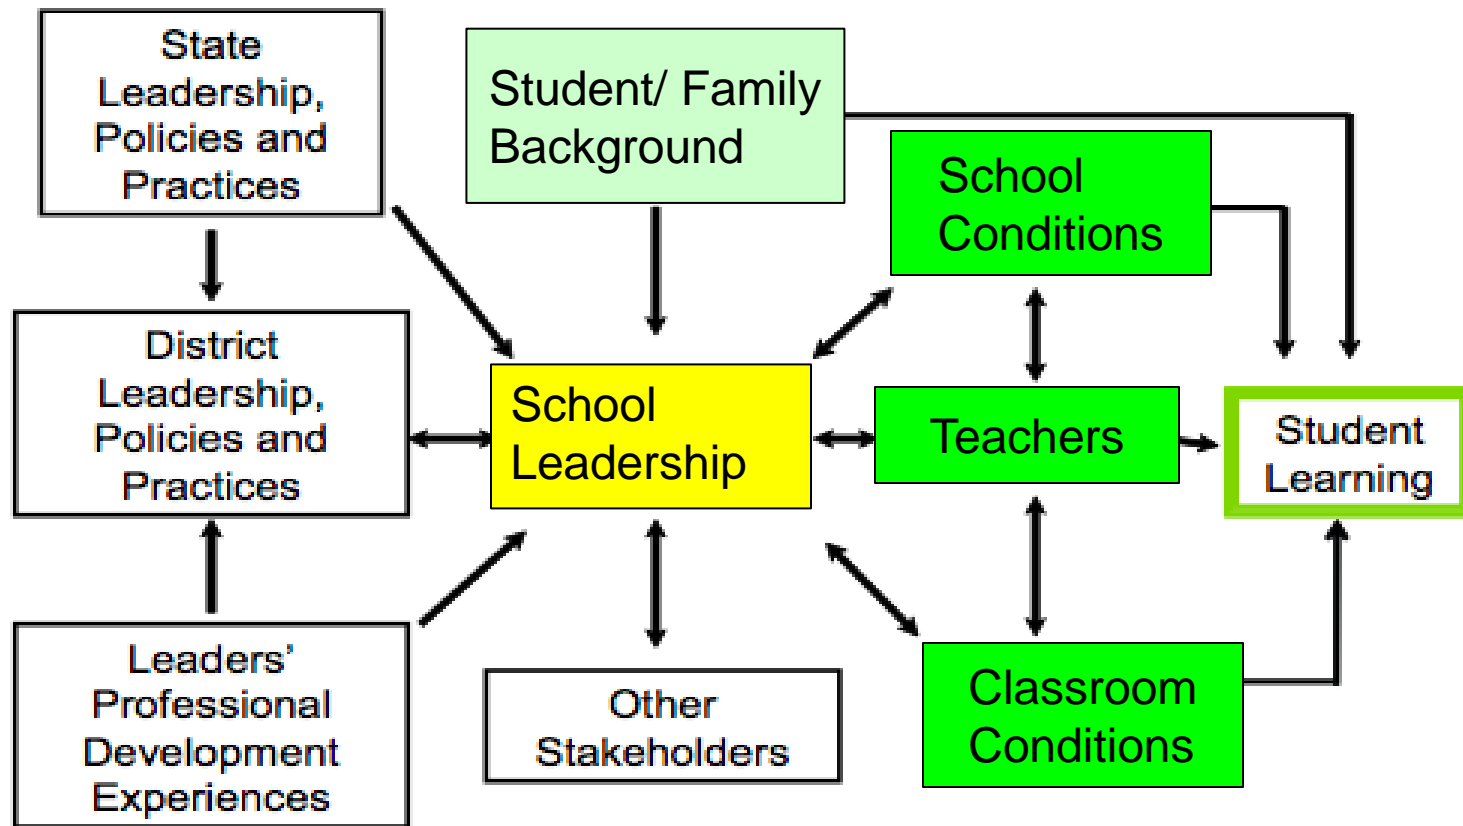 State
Leadership,
Policies and
Practices
Student/ Family
Background
School
Conditions
District
Leadership,
Policies and
Practices
School
Leadership
Teachers
Student
Learning
Leaders’
Professional
Development
Experiences
Other
Stakeholders
Classroom
Conditions